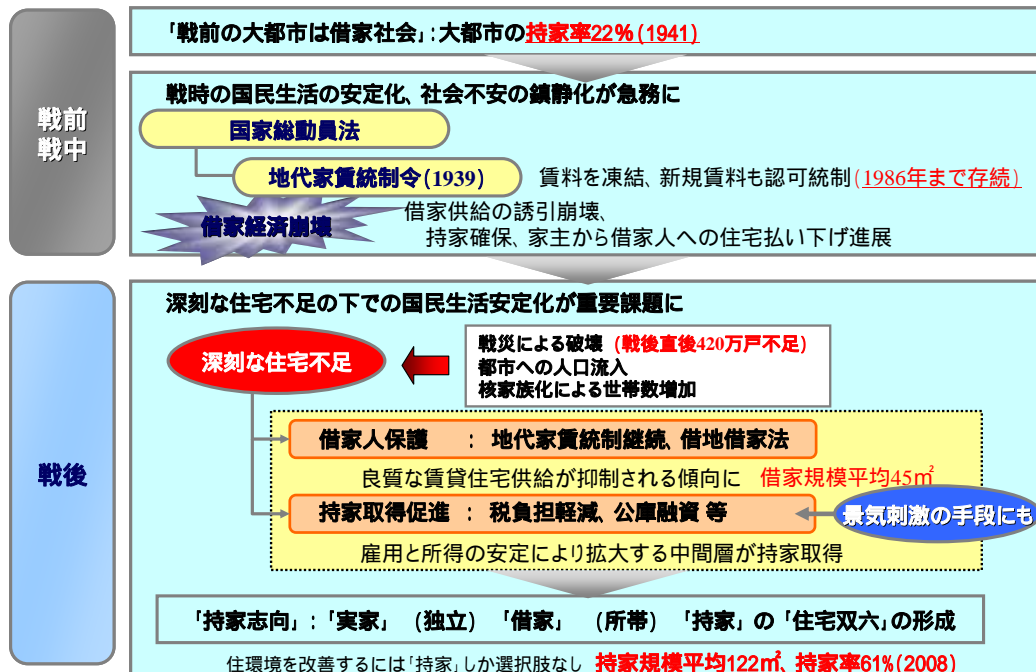 戦前
戦中
「戦前の大都市は借家社会」：大都市の持家率22％(1941)
戦時の国民生活の安定化、社会不安の鎮静化が急務に
国家総動員法
地代家賃統制令(1939)
賃料を凍結、新規賃料も認可統制(1986年まで存続)
借家経済崩壊
借家供給の誘引崩壊、
持家確保、家主から借家人への住宅払い下げ進展
戦後
深刻な住宅不足の下での国民生活安定化が重要課題に
深刻な住宅不足
戦災による破壊 (戦後直後420万戸不足)
都市への人口流入
核家族化による世帯数増加
借家人保護　：　地代家賃統制継続、借地借家法
良質な賃貸住宅供給が抑制される傾向に　借家規模平均45㎡
持家取得促進　：　税負担軽減、公庫融資 等
景気刺激の手段にも
雇用と所得の安定により拡大する中間層が持家取得
「持家志向」：「実家」　(独立)　「借家」　(所帯)　「持家」の「住宅双六」の形成
住環境を改善するには「持家」しか選択肢なし　持家規模平均122㎡、持家率61%(2008)